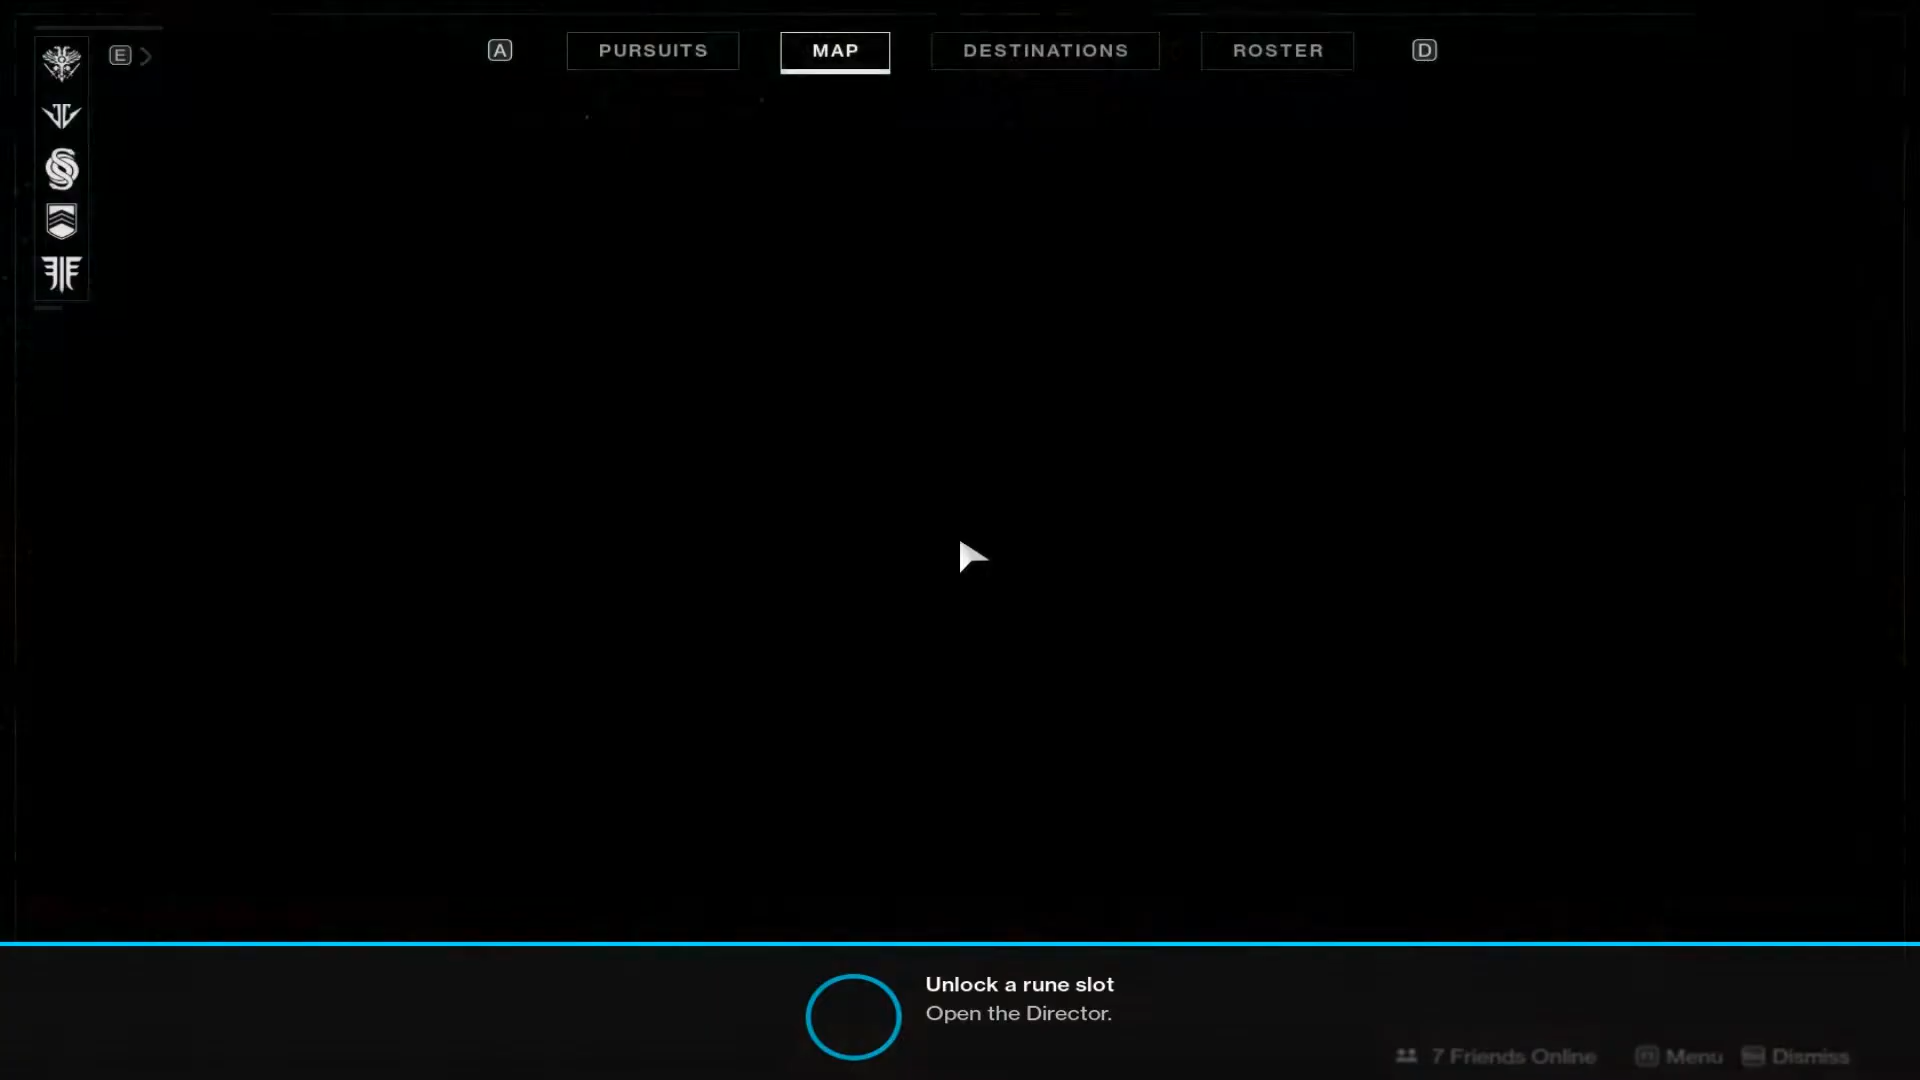 E
A
PURSUITS
MAP
DESTINATIONS
ROSTER
D
Unlock a rune slot
Open the Director.
7 Friends Online
Menu
Dismiss